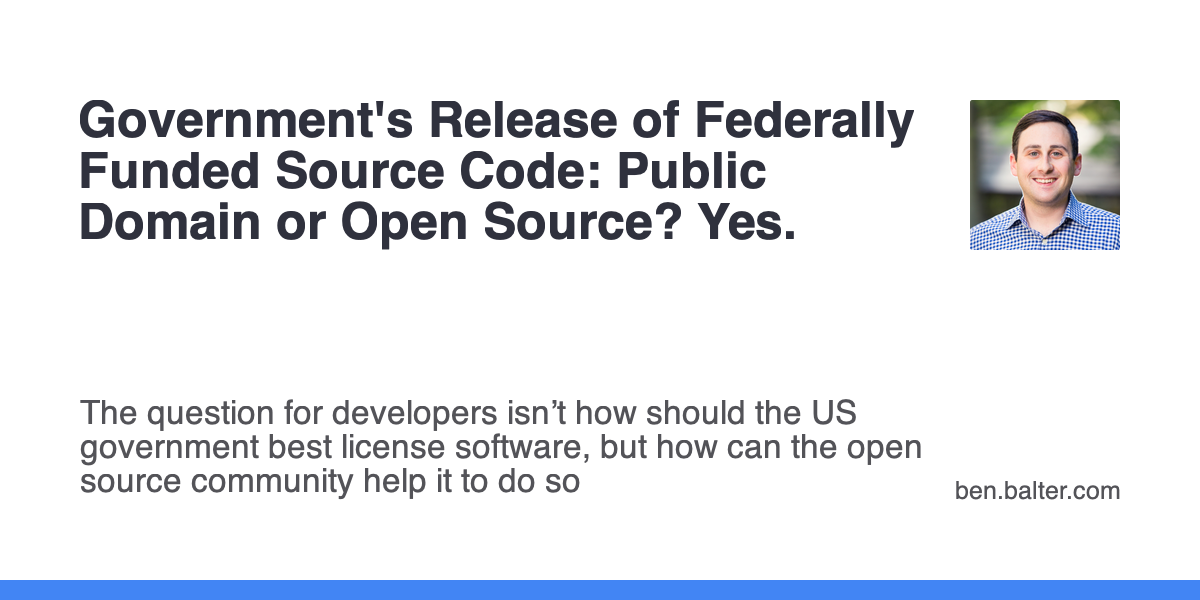 Government's Release of Federally
Funded Source Code: Public
Domain or Open Source? Yes.
The question for developers isn’t how should the US
government best license software, but how can the open
source community help it to do so
ben.balter.com